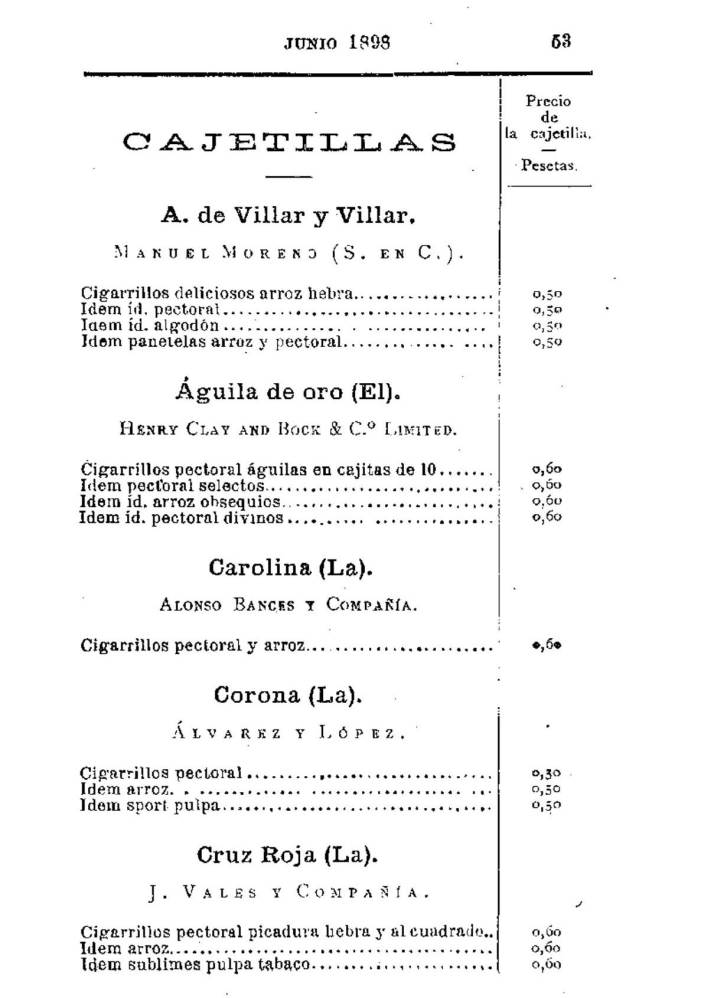 JUNIO 1898 53
Precio
de
la cajetilla.
—
Pesetas.
CAJETILLAS
A. de Villar y Villar.
MANUEL MORENO (S. EN C.).
Cigarrillos deliciosos arroz hebra.................. 0,50
Idem íd. pectoral.................................. 0,50
Idem íd. algodón .............. . ............... 0,50
Idem panetelas arroz y pectoral.............. .... 0,50
Águila de oro (El).
HENRY CLAY AND BOCK & C.º LIMITED.
Cigarrillos pectoral águilas en cajitas de 10....... 0,60
Idem pectoral selectos............................. 0,60
Idem íd. arroz obsequios........................... 0,60
Idem íd. pectoral divinos .......... ............... 0,60
Carolina (La).
ALONSO BANCES Y COMPAÑÍA.
Cigarrillos pectoral y arroz........................ 0,60
Corona (La).
ÁLVAREZ Y LÓPEZ.
Cigarrillos pectoral ............................... 0,30
Idem arroz. . ............. ................... ... 0,50
Idem sport pulpa.................................. 0,50
Cruz Roja (La).
J. VALES Y COMPAÑÍA.
Cigarrillos pectoral picadura hebra y al cuadrado.. 0,60
Idem arroz........................................ 0,60
Idem sublimes pulpa tabaco....................... 0,60